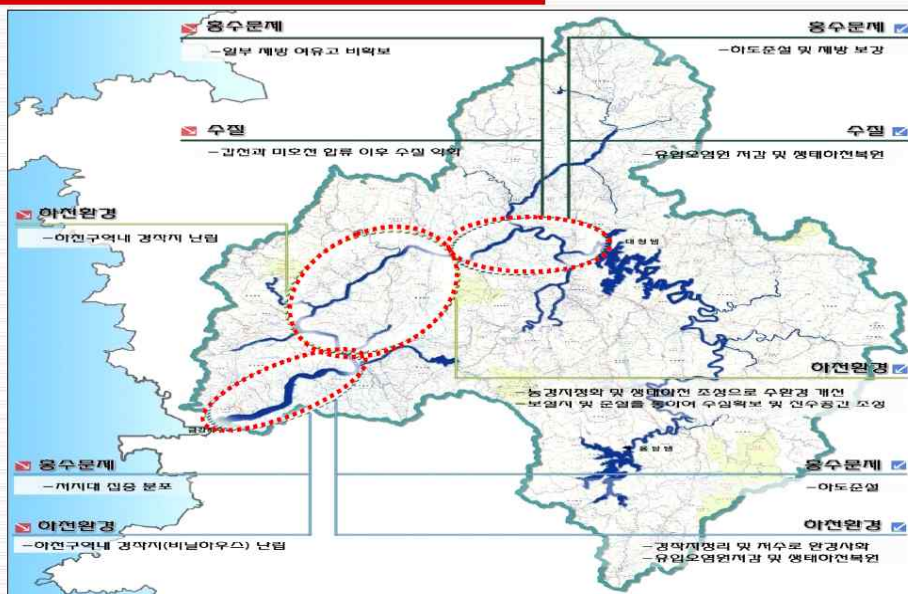 홍수문제
홍수문제
-일부 제방 여유고 비확보
-하도준설 및 제방 보강
수질
수질
-갑천과 미호천 합류 이후 수질 악화
-유입오염원 저감 및 생태하천복원
하천환경
-하천구역내 경작지 난립
대청댐
하천환경
-농경지정화 및 생태하천 조성으로 수환경 개선
-보설치 및 준설을 통하여 수심확보 및 친수공간 조성
용담댐
홍수문제
홍수문제
-저지대 집중 분포
-하도준설
하천환경
하천환경
-하천구역내 경작지(비닐하우스) 난립
-경작지정리 및 저수로 완경사화
-유입오염원저감 및 생태하천복원